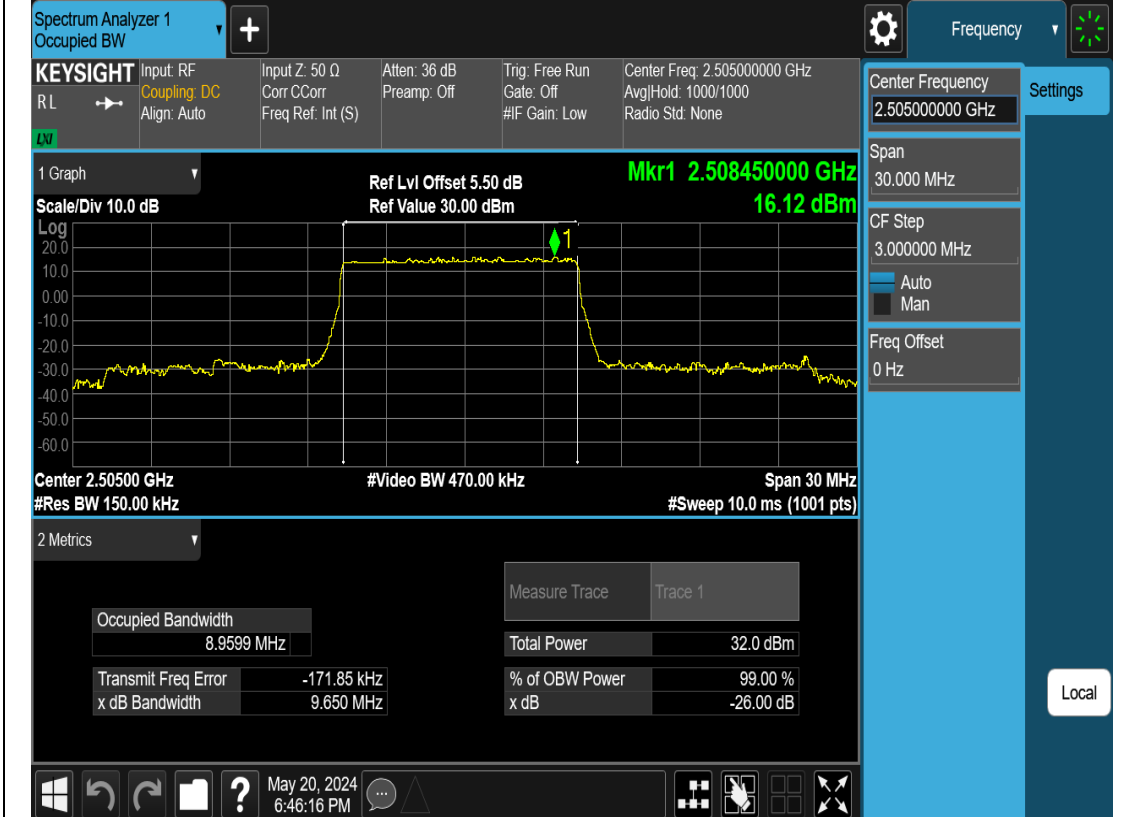 Spectrum Analyzer 1
Occupied BW
+
Frequency
KEYSIGHT
RL
LXI
Input: RF
Coupling: DC
Align: Auto
Input Z: 50 Ω
Corr CCorr
Freq Ref: Int (S)
Atten: 36 dB
Preamp: Off
Trig: Free Run
Gate: Off
#IF Gain: Low
Center Freq: 2.505000000 GHz
Avg|Hold: 1000/1000
Radio Std: None
Center Frequency
2.505000000 GHz
Settings
Span
30.000 MHz
CF Step
3.000000 MHz
Auto
Man
Freq Offset
0 Hz
Local
1 Graph
Scale/Div 10.0 dB
Ref Lvl Offset 5.50 dB
Ref Value 30.00 dBm
Mkr1 2.508450000 GHz
16.12 dBm
Log
20.0
10.0
0.00
-10.0
-20.0
-30.0
-40.0
-50.0
-60.0
1
Center 2.50500 GHz
#Res BW 150.00 kHz
#Video BW 470.00 kHz
Span 30 MHz
#Sweep 10.0 ms (1001 pts)
2 Metrics
Measure Trace Trace 1
Occupied Bandwidth
8.9599 MHz
Total Power 32.0 dBm
Transmit Freq Error -171.85 kHz
% of OBW Power 99.00 %
x dB Bandwidth 9.650 MHz
x dB -26.00 dB
?
May 20, 2024
6:46:16 PM